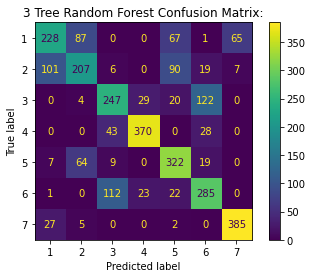 3 Tree Random Forest Confusion Matrix:
1 228 87 0 0 67 1 65
2 101 207 6 0 90 19 7
3 0 4 247 29 20 122 0
4 0 0 43 370 0 28 0
5 7 64 9 0 322 19 0
6 1 0 112 23 22 285 0
7 27 5 0 0 2 0 385
1 2 3 4 5 6 7
True label
Predicted label
350
300
250
200
150
100
50
0